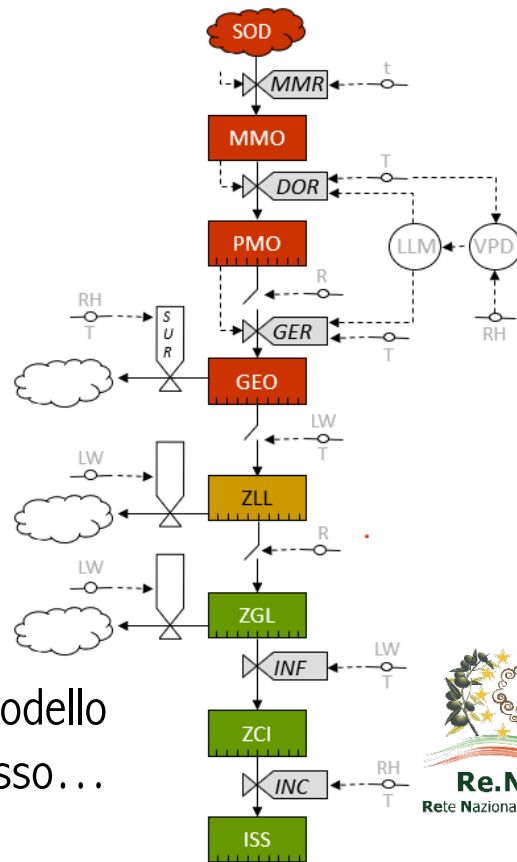 SOD
MMR
t
MMO
T
DOR
PMO
LLM
VPD
R
RH
T
SUR
GER
T
RH
GEO
LW
T
LW
ZLL
R
LW
ZGL
INF
LW
T
odello
ZCI
sso…
INC
RH
T
ISS
Re.N
Rete Nazional